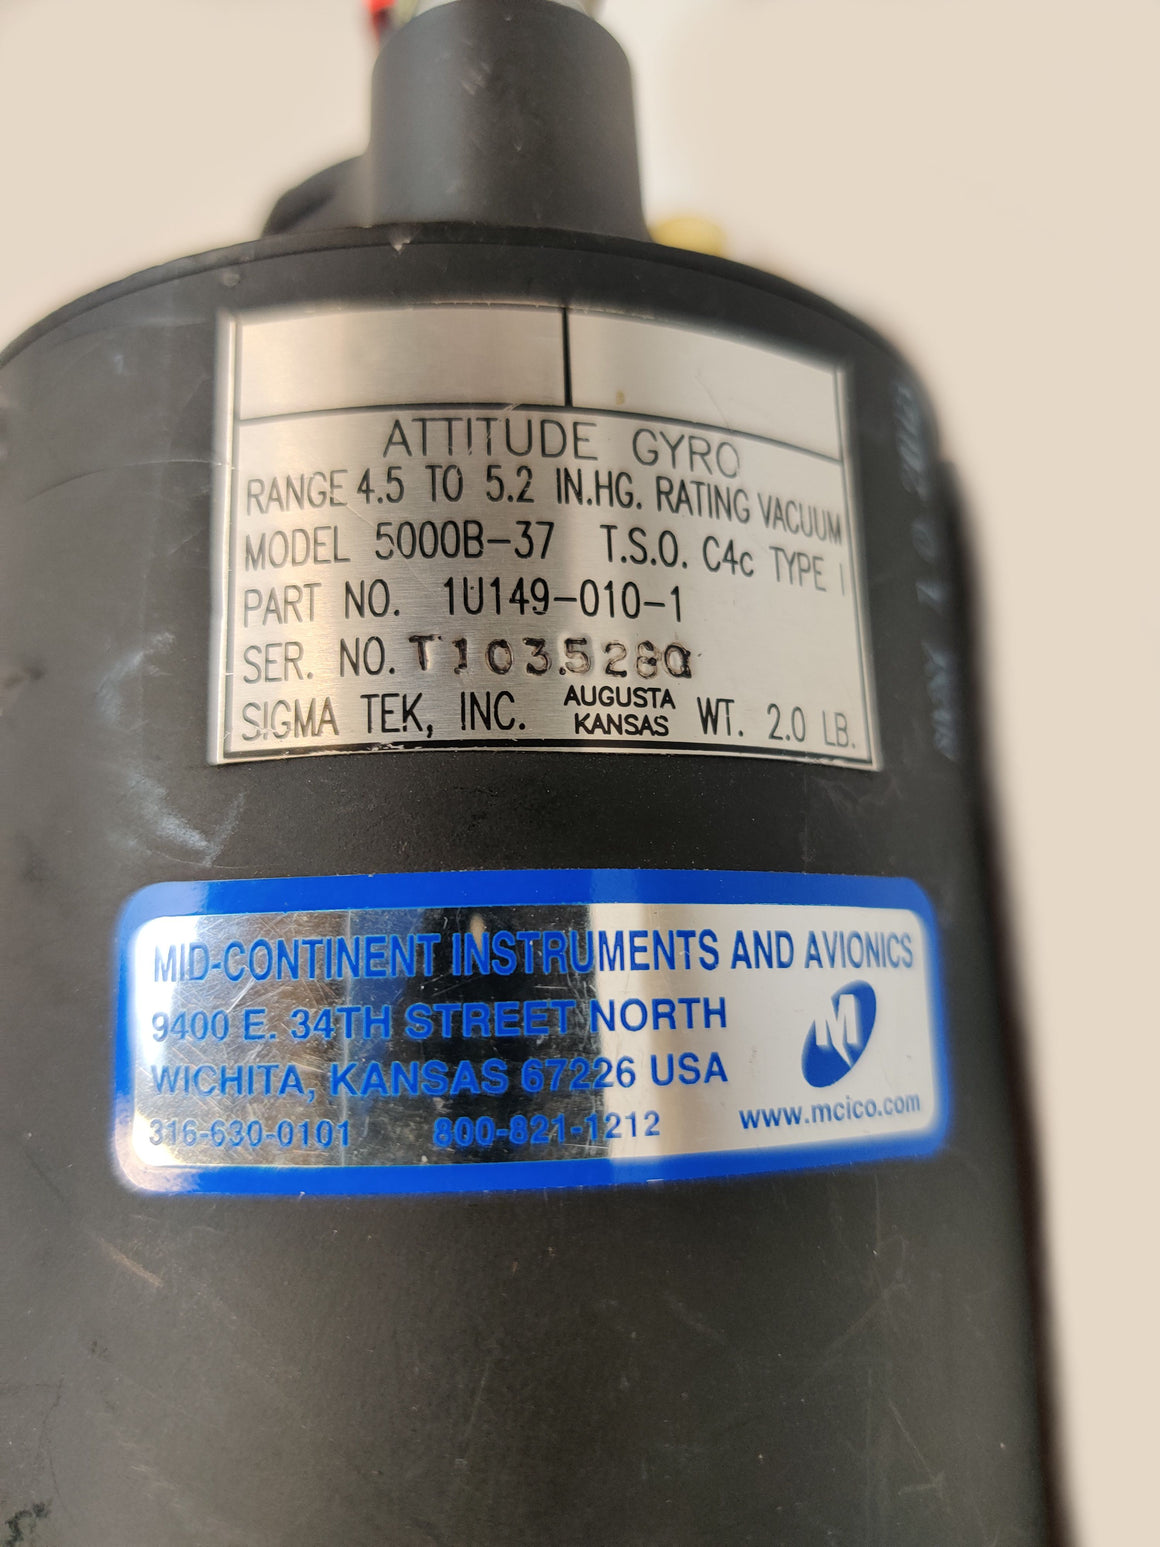 ATTITUDE GYRO
RANGE 4.5 TO 5.2 IN.HG. RATING VACUUM
MODEL 5000B-37 T.S.O. C4c TYPE I
PART NO. 1U149-010-1
SER. NO.
SIGMA TEK, INC. AUGUSTA KANSAS WT. 2.0 LB.
MID-CONTINENT INSTRUMENTS AND AVIONICS
9400 E. 34TH STREET NORTH
WICHITA, KANSAS 67226 USA
M
316-630-0101 800-821-1212 www.mcico.com